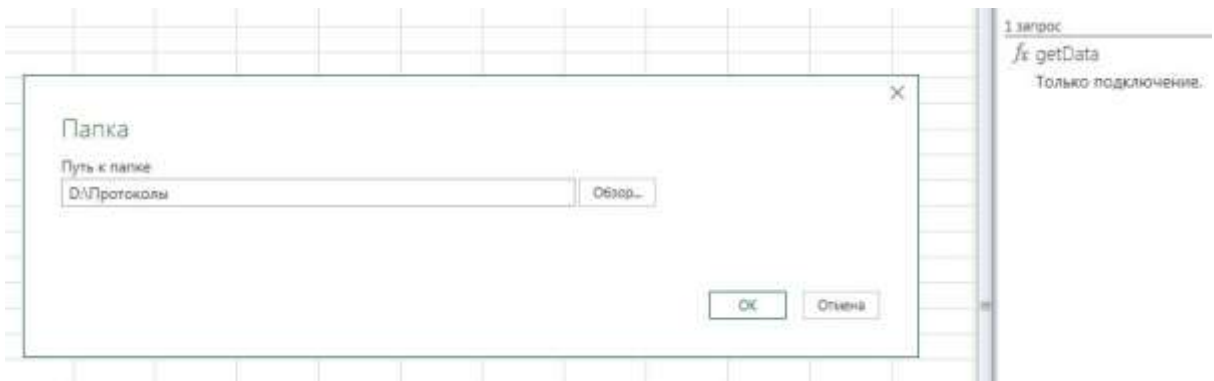 Папка
Путь к папке
D:\Протоколы
Обзор...
ОК
Отмена
1 запрос
fx getData
Только подключение.